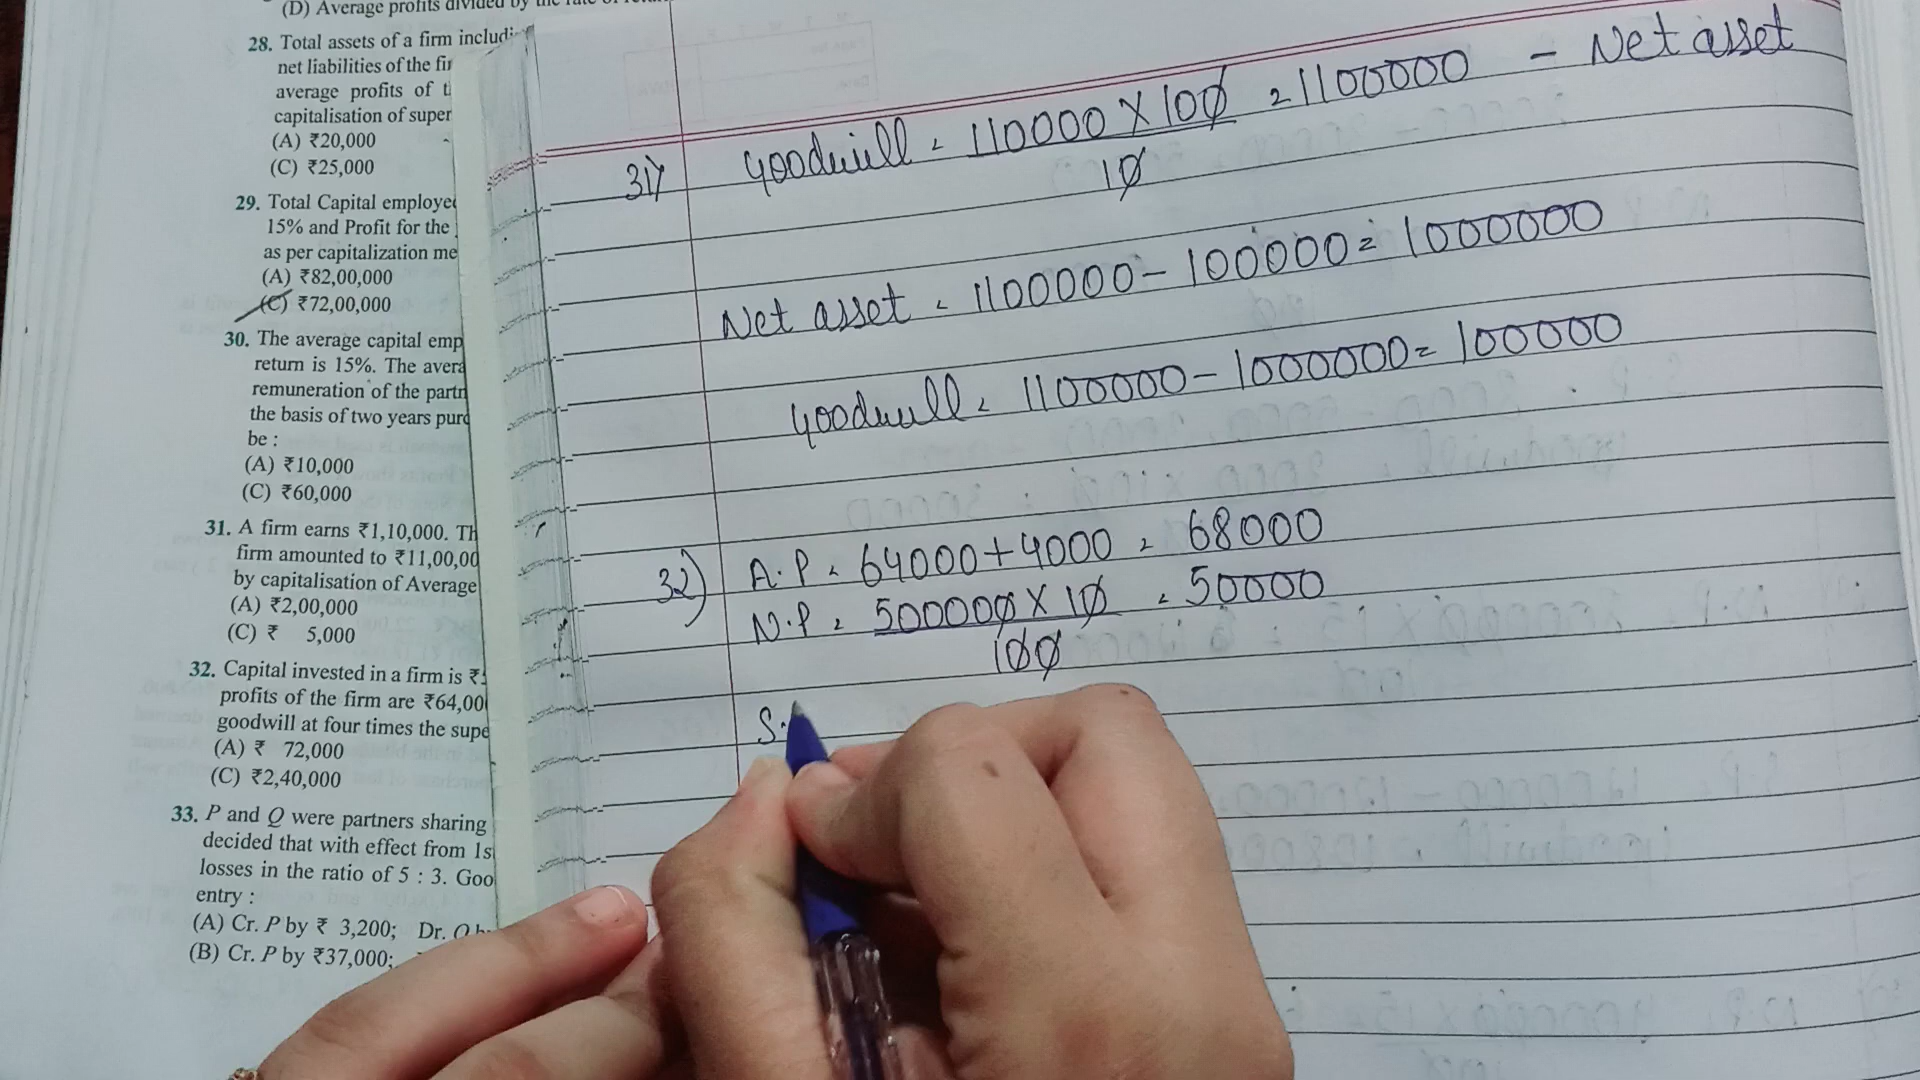 (D) Average profits divided by the rate of
28. Total assets of a firm includi
net liabilities of the fir
average profits of t
capitalisation of super
(A) ₹20,000
(C) ₹25,000
29. Total Capital employe
15% and Profit for the
as per capitalization me
(A) ₹82,00,000
(C) ₹72,00,000
30. The average capital emp
return is 15%. The avera
remuneration of the partn
the basis of two years purc
be :
(A) ₹10,000
(C) ₹60,000
31. A firm earns ₹1,10,000. Th
firm amounted to ₹11,00,00
by capitalisation of Average
(A) ₹2,00,000
(C) ₹ 5,000
32. Capital invested in a firm is ₹5
profits of the firm are ₹64,00
goodwill at four times the supe
(A) ₹ 72,000
(C) ₹2,40,000
33. P and Q were partners sharing
decided that with effect from 1s
losses in the ratio of 5 : 3. Goo
entry :
(A) Cr. P by ₹ 3,200; Dr. Q
(B) Cr. P by ₹37,000;
31) Goodwill = 110000 X 100 = 1100000 - Net asset
10
Net asset = 1100000 - 100000 = 1000000
Goodwill = 1100000 - 1000000 = 100000
32) A.P = 64000 + 4000 = 68000
N.P = 500000 X 10 = 50000
100
S.